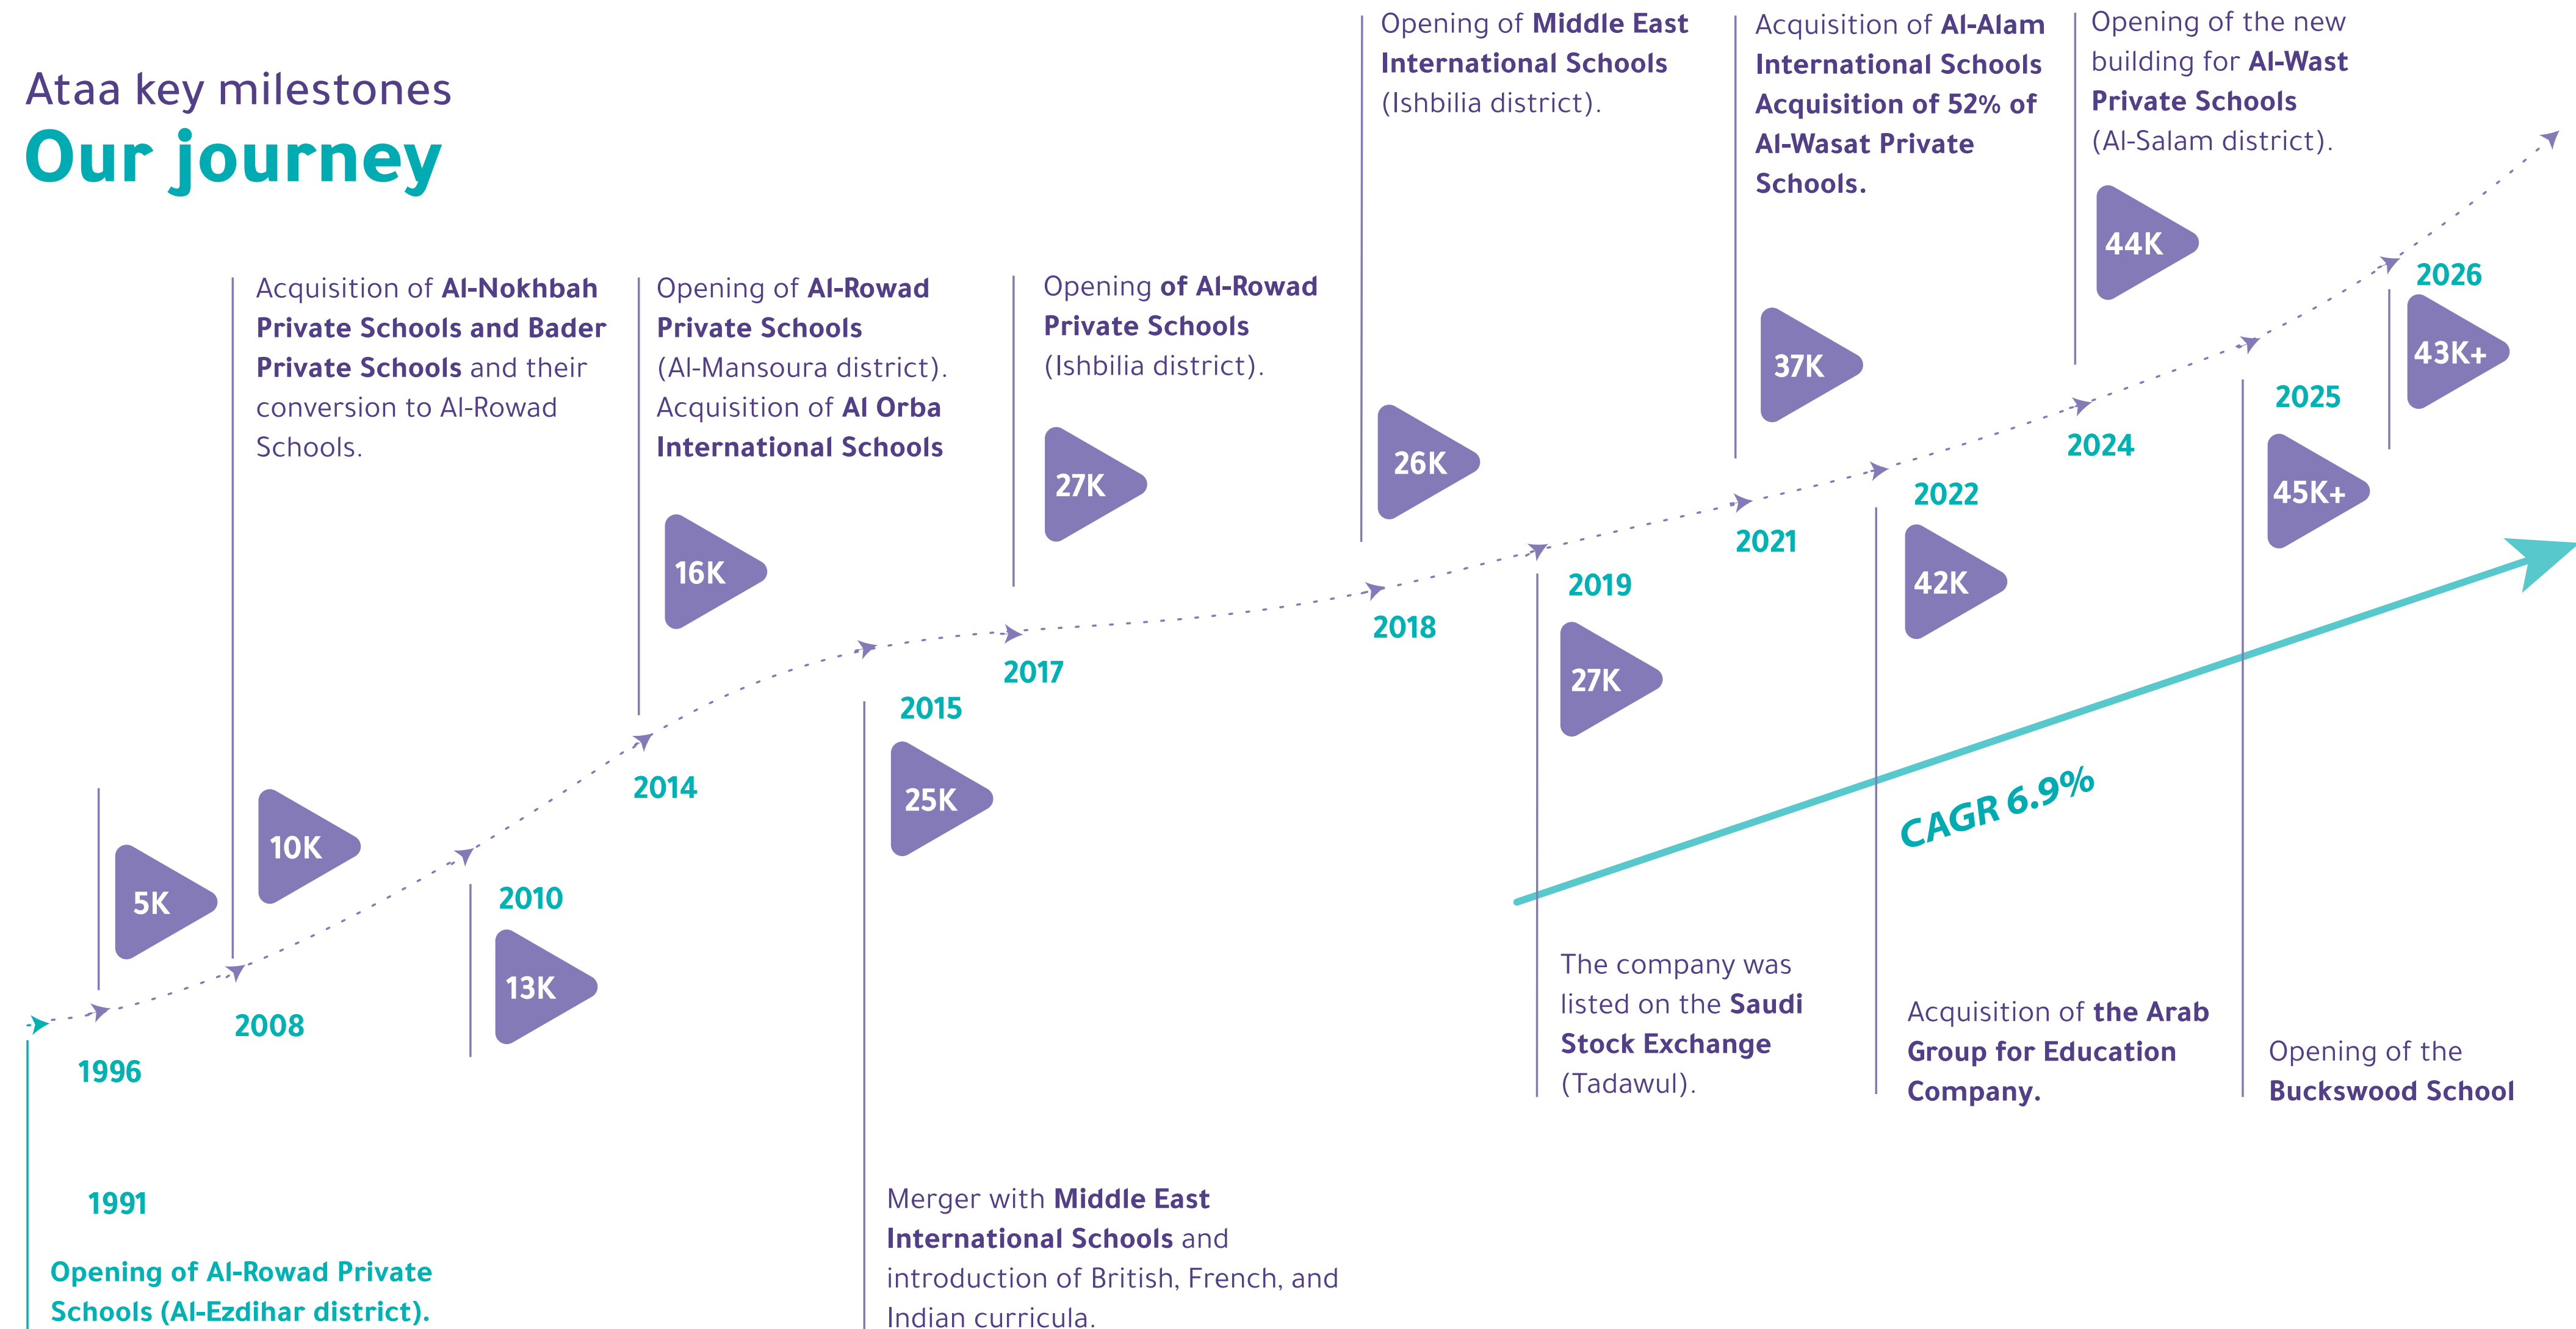 Ataa key milestones
Our journey
1991
Opening of Al-Rowad Private
Schools (Al-Ezdihar district).
5K
1996
Acquisition of Al-Nokhbah
Private Schools and Bader
Private Schools and their
conversion to Al-Rowad
Schools.
10K
2008
2010
13K
Opening of Al-Rowad
Private Schools
(Al-Mansoura district).
Acquisition of Al Orba
International Schools
16K
2014
2015
25K
Merger with Middle East
International Schools and
introduction of British, French, and
Indian curricula.
Opening of Al-Rowad
Private Schools
(Ishbilia district).
27K
2017
Opening of Middle East
International Schools
(Ishbilia district).
26K
2018
2019
27K
The company was
listed on the Saudi
Stock Exchange
(Tadawul).
Acquisition of Al-Alam
International Schools
Acquisition of 52% of
Al-Wasat Private
Schools.
37K
2021
2022
42K
Acquisition of the Arab
Group for Education
Company.
Opening of the new
building for Al-Wast
Private Schools
(Al-Salam district).
44K
2024
2025
45K+
Opening of the
Buckswood School
2026
43K+
CAGR 6.9%